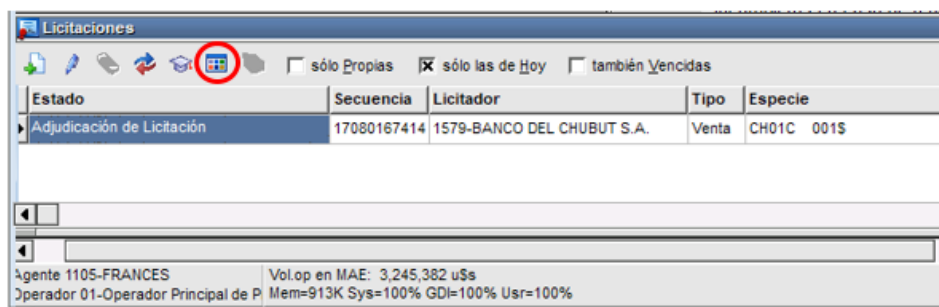 Licitaciones
sólo Propias sólo las de Hoy también Vencidas
Estado Secuencia Licitador Tipo Especie
Adjudicación de Licitación 17080167414 1579-BANCO DEL CHUBUT S.A. Venta CH01C 001$
Agente 1105-FRANCES Vol.op en MAE: 3,245,382 u$s
Operador 01-Operador Principal de P Mem=913K Sys=100% GDI=100% Usr=100%